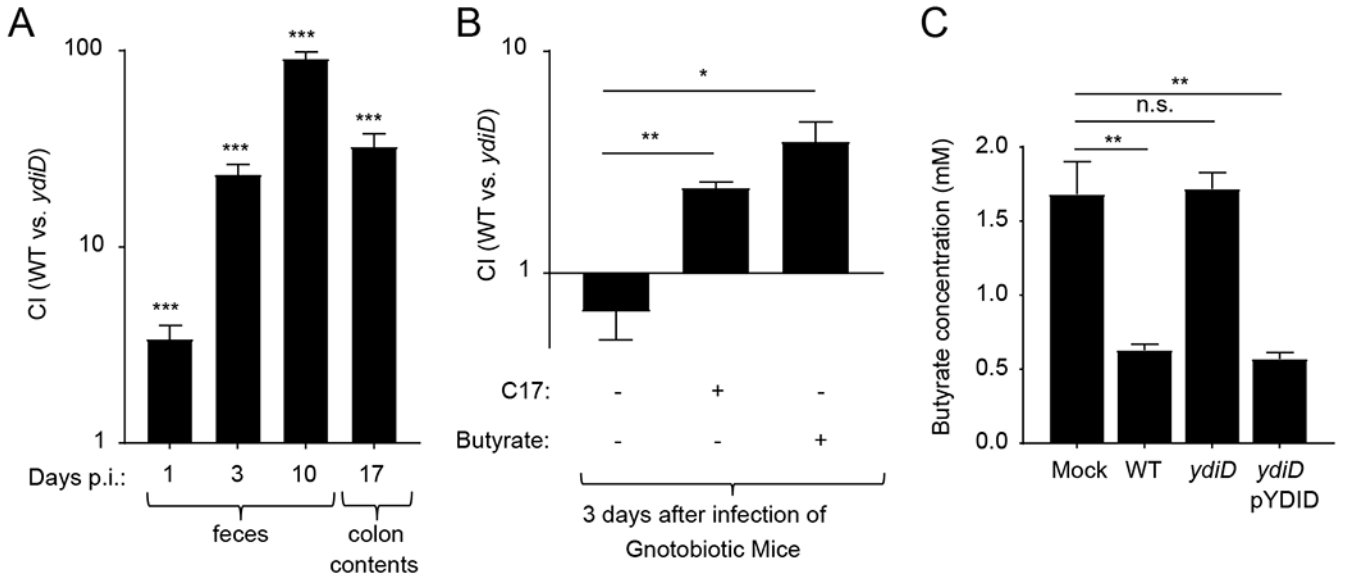 A
CI (WT vs. ydiD)
100
10
1
***
***
***
***
Days p.i.: 1 3 10 17
feces
colon
contents
B
CI (WT vs. ydiD)
10
1
*
**
C17: - + -
Butyrate: - - +
3 days after infection of
Gnotobiotic Mice
C
Butyrate concentration (mM)
2.0
1.5
1.0
0.5
0.0
**
n.s.
**
Mock WT ydiD ydiD
pYDID